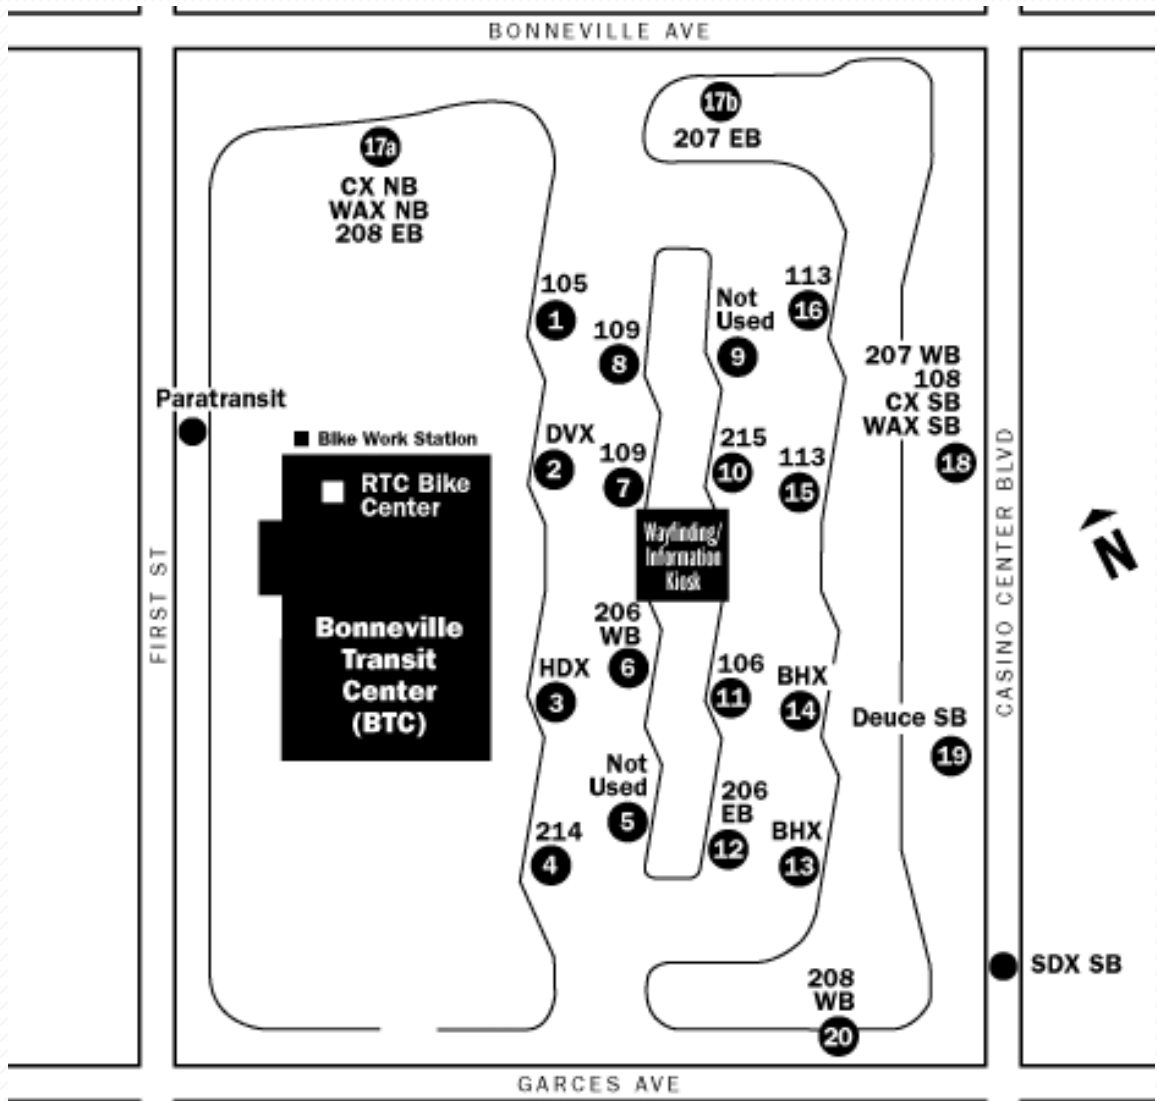 BONNEVILLE AVE
17b
207 EB
17a
CX NB
WAX NB
208 EB
105
1
109
8
Not
Used
9
113
16
207 WB
108
CX SB
WAX SB
18
Paratransit
Bike Work Station
RTC Bike
Center
DVX
2
109
7
215
10
113
15
Wayfinding/
Information
Kiosk
CASINO CENTER BLVD
N
FIRST ST
Bonneville
Transit
Center
(BTC)
206
WB
6
HDX
3
106
11
BHX
14
Deuce SB
19
Not
Used
5
214
4
206
EB
12
BHX
13
SDX SB
208
WB
20
GARCES AVE